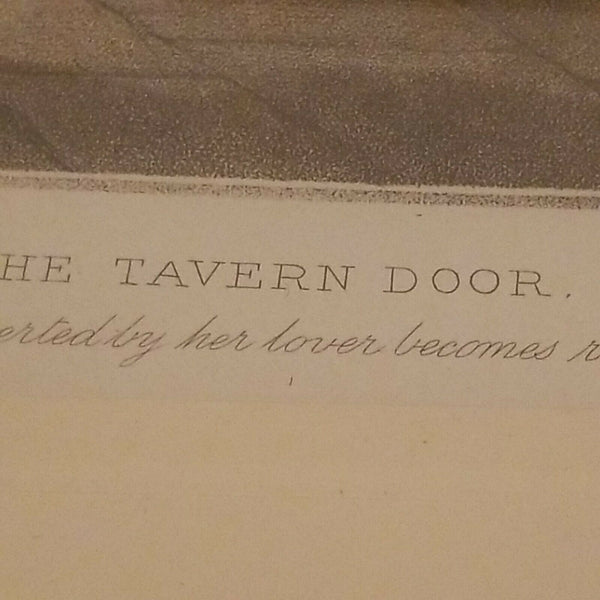 HE TAVERN DOOR.
erted by her lover becomes